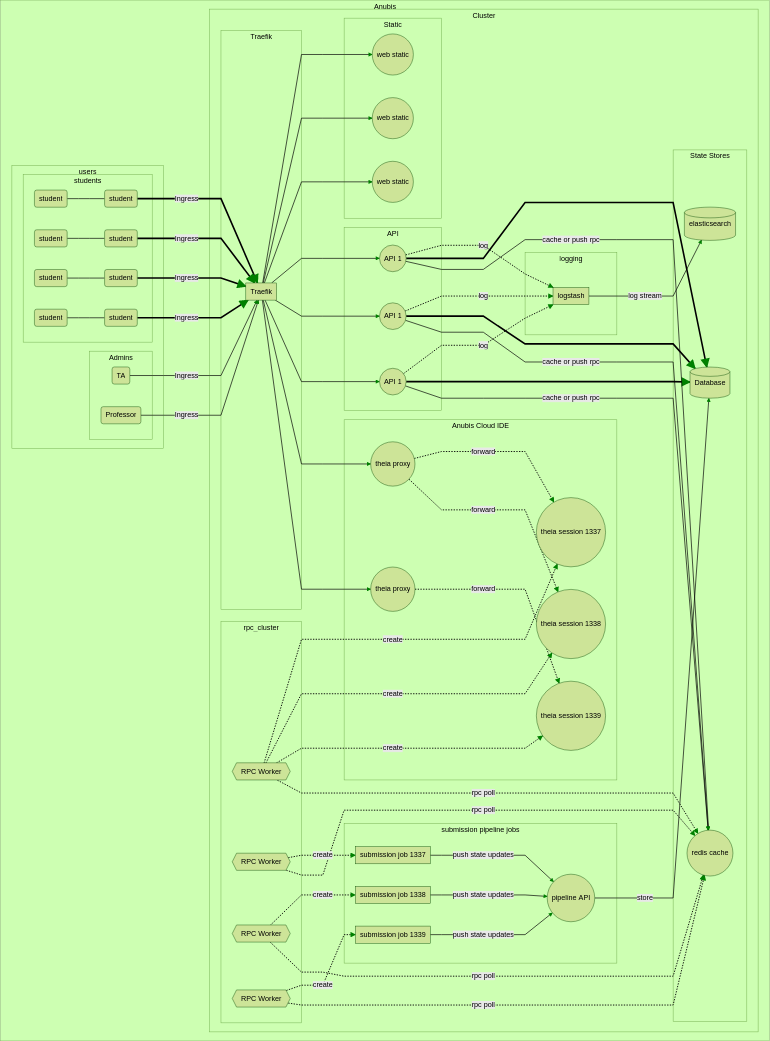 Anubis
Cluster
Traefik
Static
web static
web static
web static
users
students
student
student
Ingress
student
student
Ingress
student
student
Ingress
student
student
Ingress
Traefik
Admins
TA
Ingress
Professor
Ingress
API
API 1
API 1
API 1
log
log
log
logging
logstash
log stream
cache or push rpc
cache or push rpc
cache or push rpc
State Stores
elasticsearch
Database
redis cache
Anubis Cloud IDE
theia proxy
forward
forward
theia proxy
forward
theia session 1337
theia session 1338
theia session 1339
rpc_cluster
create
create
create
RPC Worker
rpc poll
rpc poll
submission pipeline jobs
RPC Worker
create
submission job 1337
push state updates
create
submission job 1338
push state updates
pipeline API
store
RPC Worker
submission job 1339
push state updates
rpc poll
create
RPC Worker
rpc poll